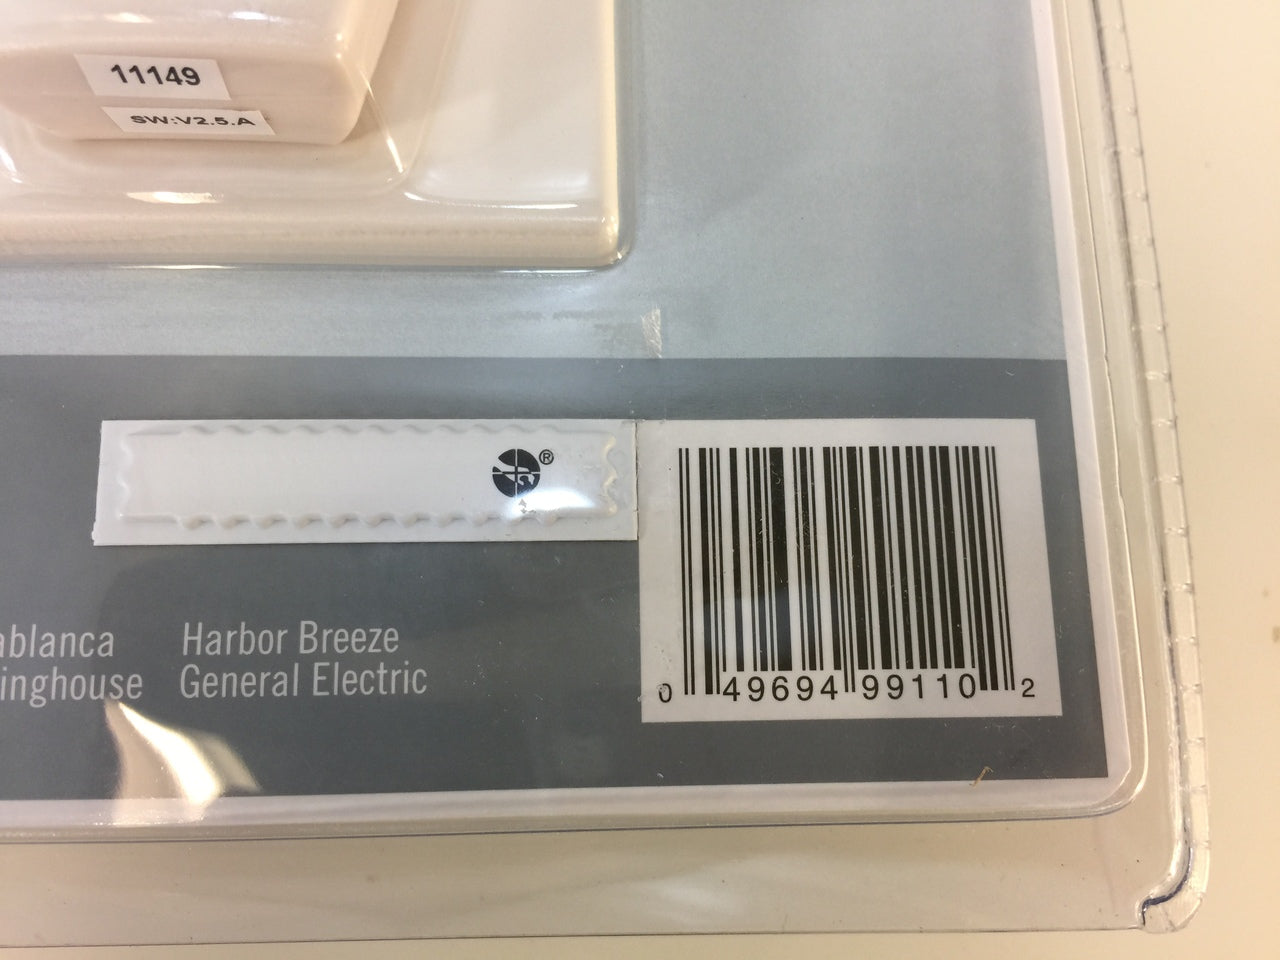 11149
SW:V2.5.A
®
ablanca
inghouse
Harbor Breeze
General Electric
0 49694 99110 2